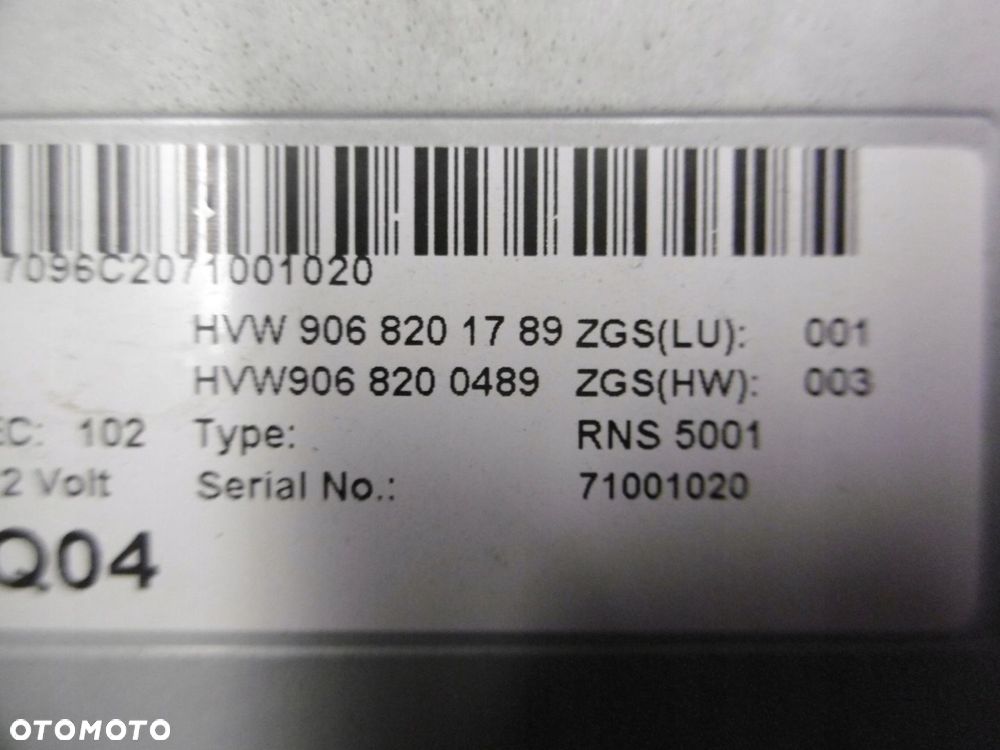 7096C2071001020
HVW 906 820 17 89 ZGS(LU): 001
HVW906 820 0489 ZGS(HW): 003
EC: 102 Type: RNS 5001
2 Volt Serial No.: 71001020
Q04
OTOMOTO